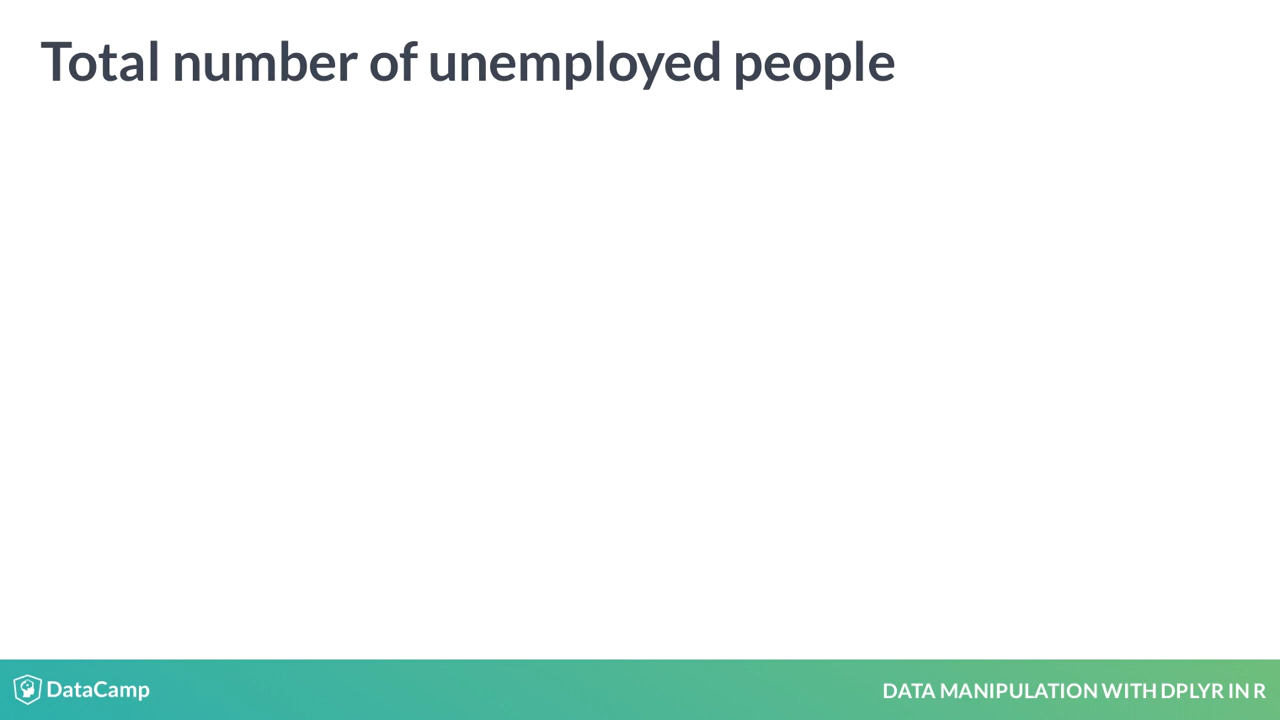 Total number of unemployed people
DataCamp
DATA MANIPULATION WITH DPLYR IN R